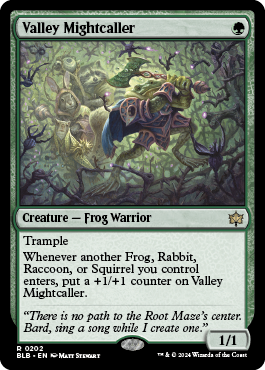 Valley Mightcaller
Creature — Frog Warrior
Trample
Whenever another Frog, Rabbit,
Raccoon, or Squirrel you control
enters, put a +1/+1 counter on Valley
Mightcaller.
“There is no path to the Root Maze’s center.
Bard, sing a song while I create one.”
1/1
R 0202
BLB • EN MATT STEWART
™ & © 2024 Wizards of the Coast